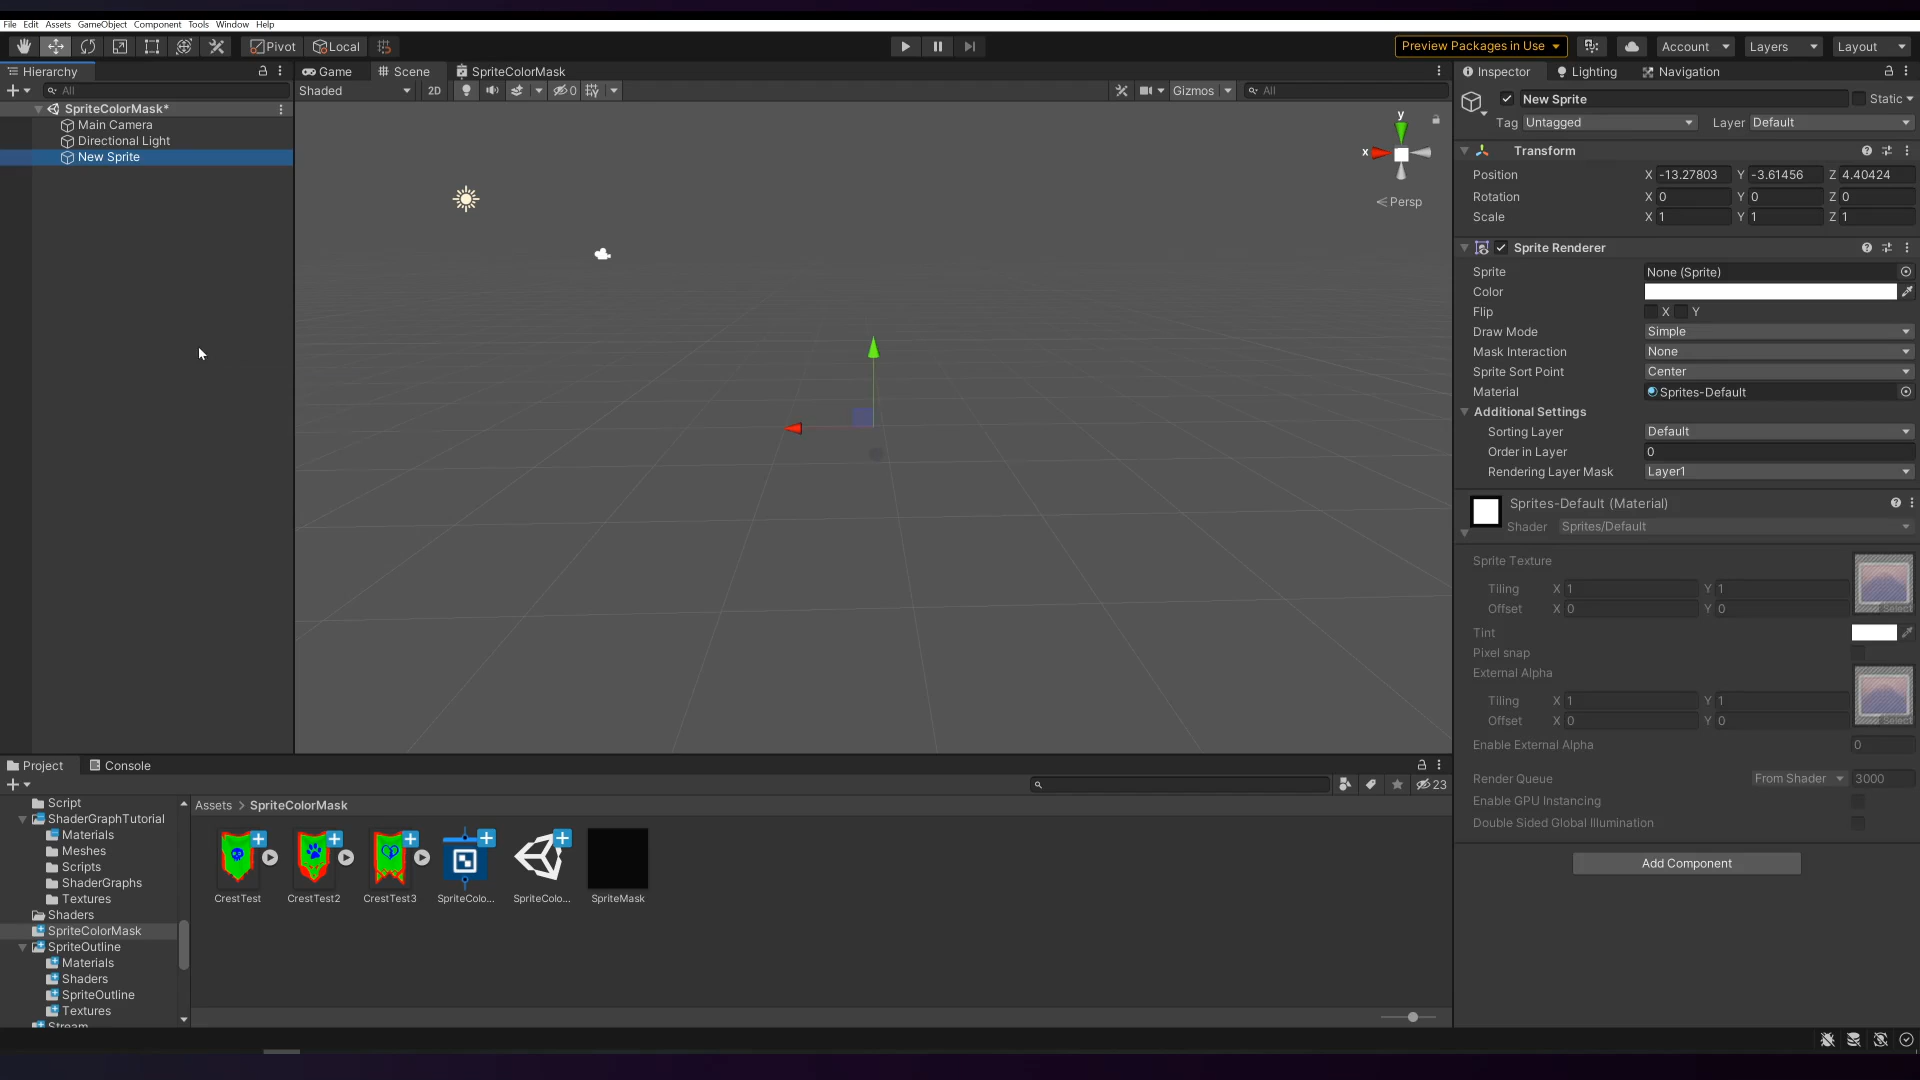 File Edit Assets GameObject Component Tools Window Help
Pivot Local Preview Packages in Use Account Layers Layout
Hierarchy
All
SpriteColorMask*
Main Camera
Directional Light
New Sprite
Game Scene SpriteColorMask
Shaded 2D 0 Gizmos All
y
x
Persp
Inspector Lighting Navigation
New Sprite Static
Tag Untagged Layer Default
Transform
Position X -13.27803 Y -3.61456 Z 4.40424
Rotation X 0 Y 0 Z 0
Scale X 1 Y 1 Z 1
Sprite Renderer
Sprite None (Sprite)
Color
Flip X Y
Draw Mode Simple
Mask Interaction None
Sprite Sort Point Center
Material Sprites-Default
Additional Settings
Sorting Layer Default
Order in Layer 0
Rendering Layer Mask Layer1
Sprites-Default (Material)
Shader Sprites/Default
Sprite Texture
Tiling X 1 Y 1
Offset X 0 Y 0
Select
Tint
Pixel snap
External Alpha
Tiling X 1 Y 1
Offset X 0 Y 0
Select
Enable External Alpha 0
Render Queue From Shader 3000
Enable GPU Instancing
Double Sided Global Illumination
Add Component
Project Console
23
Script
ShaderGraphTutorial
Materials
Meshes
Scripts
ShaderGraphs
Textures
Shaders
SpriteColorMask
SpriteOutline
Materials
Shaders
SpriteOutline
Textures
Stream
Assets > SpriteColorMask
CrestTest CrestTest2 CrestTest3 SpriteColo... SpriteColo... SpriteMask